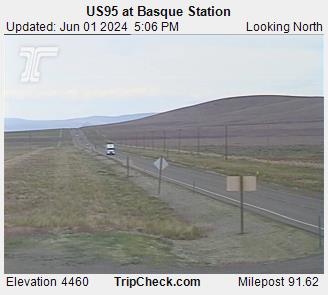 US95 at Basque Station
Updated: Jun 01 2024 5:06 PM Looking North
Elevation 4460 TripCheck.com Milepost 91.62